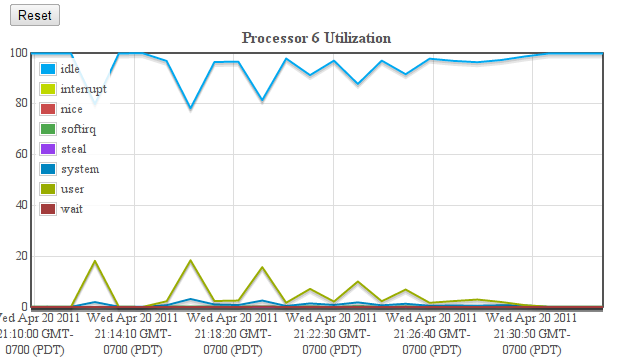 Reset
Processor 6 Utilization
100
80
60
40
20
0
idle
interrupt
nice
softirq
steal
system
user
wait
ed Apr 20 2011 Wed Apr 20 2011 Wed Apr 20 2011 Wed Apr 20 2011 Wed Apr 20 2011 Wed Apr 20 2011
21:10:00 GMT- 21:14:10 GMT- 21:18:20 GMT- 21:22:30 GMT- 21:26:40 GMT- 21:30:50 GMT-
0700 (PDT) 0700 (PDT) 0700 (PDT) 0700 (PDT) 0700 (PDT) 0700 (PDT)